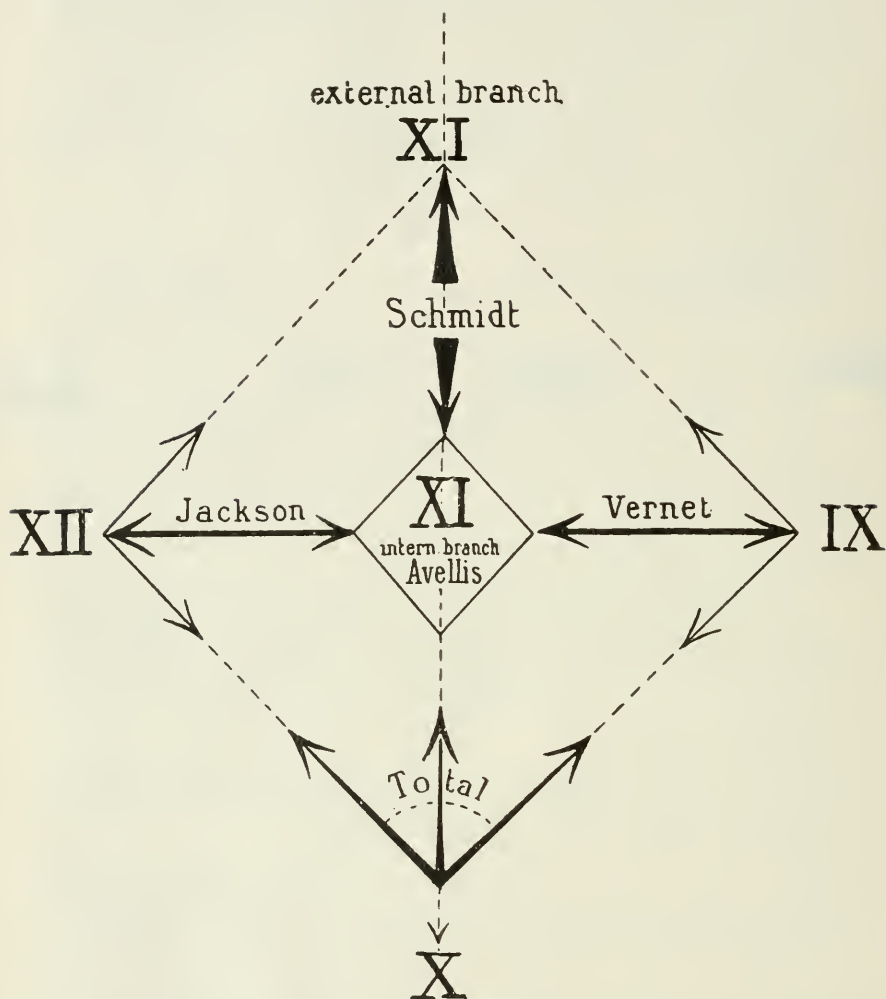 external branch
XI
Schmidt
XII
Jackson
XI
intern. branch
Avellis
Vernet
IX
Total
X